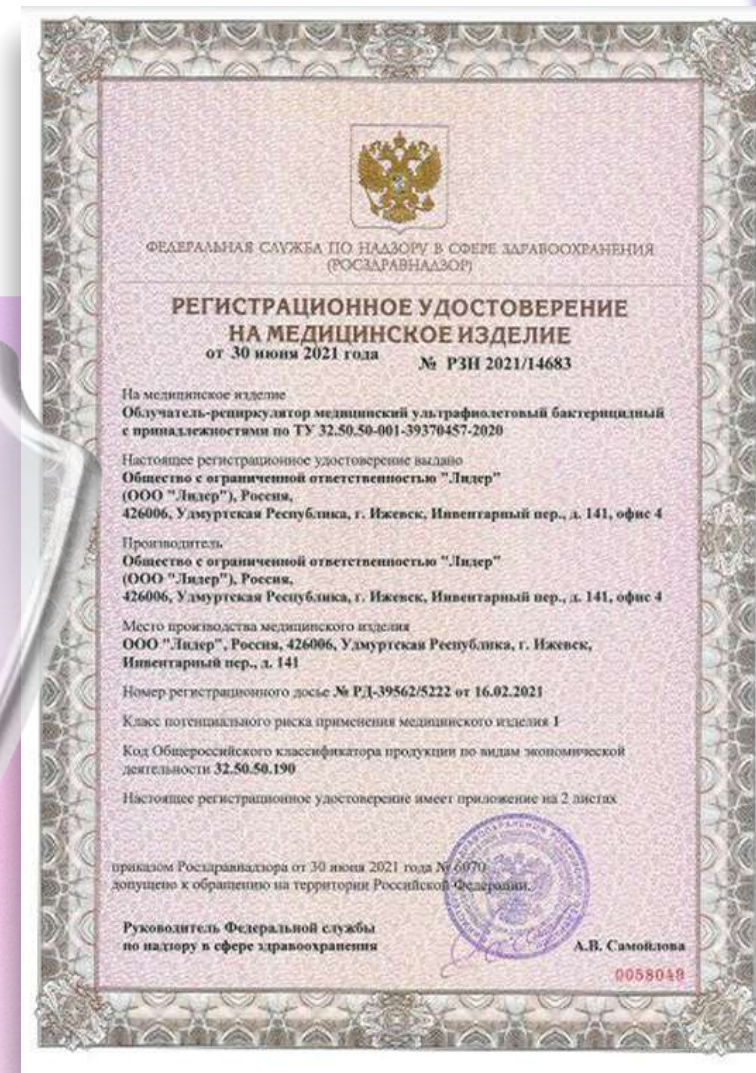 ФЕДЕРАЛЬНАЯ СЛУЖБА ПО НАДЗОРУ В СФЕРЕ ЗДРАВООХРАНЕНИЯ
(РОСЗДРАВНАДЗОР)
РЕГИСТРАЦИОННОЕ УДОСТОВЕРЕНИЕ
НА МЕДИЦИНСКОЕ ИЗДЕЛИЕ
от 30 июня 2021 года № РЗН 2021/14683
На медицинское изделие
Облучатель-рециркулятор медицинский ультрафиолетовый бактерицидный
с принадлежностями по ТУ 32.50.50-001-39370457-2020
Настоящее регистрационное удостоверение выдано
Общество с ограниченной ответственностью "Лидер"
(ООО "Лидер"), Россия,
426006, Удмуртская Республика, г. Ижевск, Инвентарный пер., д. 141, офис 4
Производитель
Общество с ограниченной ответственностью "Лидер"
(ООО "Лидер"), Россия,
426006, Удмуртская Республика, г. Ижевск, Инвентарный пер., д. 141, офис 4
Место производства медицинского изделия
ООО "Лидер", Россия, 426006, Удмуртская Республика, г. Ижевск,
Инвентарный пер., д. 141
Номер регистрационного досье № РД-39562/5222 от 16.02.2021
Класс потенциального риска применения медицинского изделия 1
Код Общероссийского классификатора продукции по видам экономической
деятельности 32.50.50.190
Настоящее регистрационное удостоверение имеет приложение на 2 листах
приказом Росздравнадзора от 30 июня 2021 года № 6070
допущено к обращению на территории Российской Федерации.
Руководитель Федеральной службы
по надзору в сфере здравоохранения
А.В. Самойлова
0058049